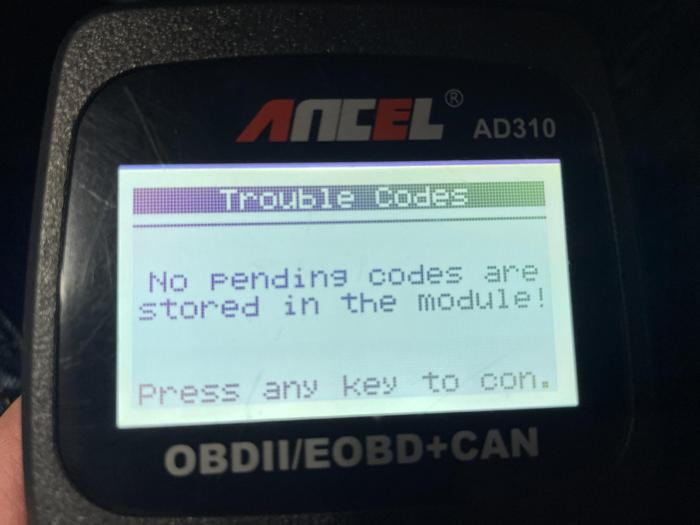 ANCEL® AD310
Trouble Codes
No pending codes are
stored in the module!
Press any key to con.
OBDII/EOBD+CAN